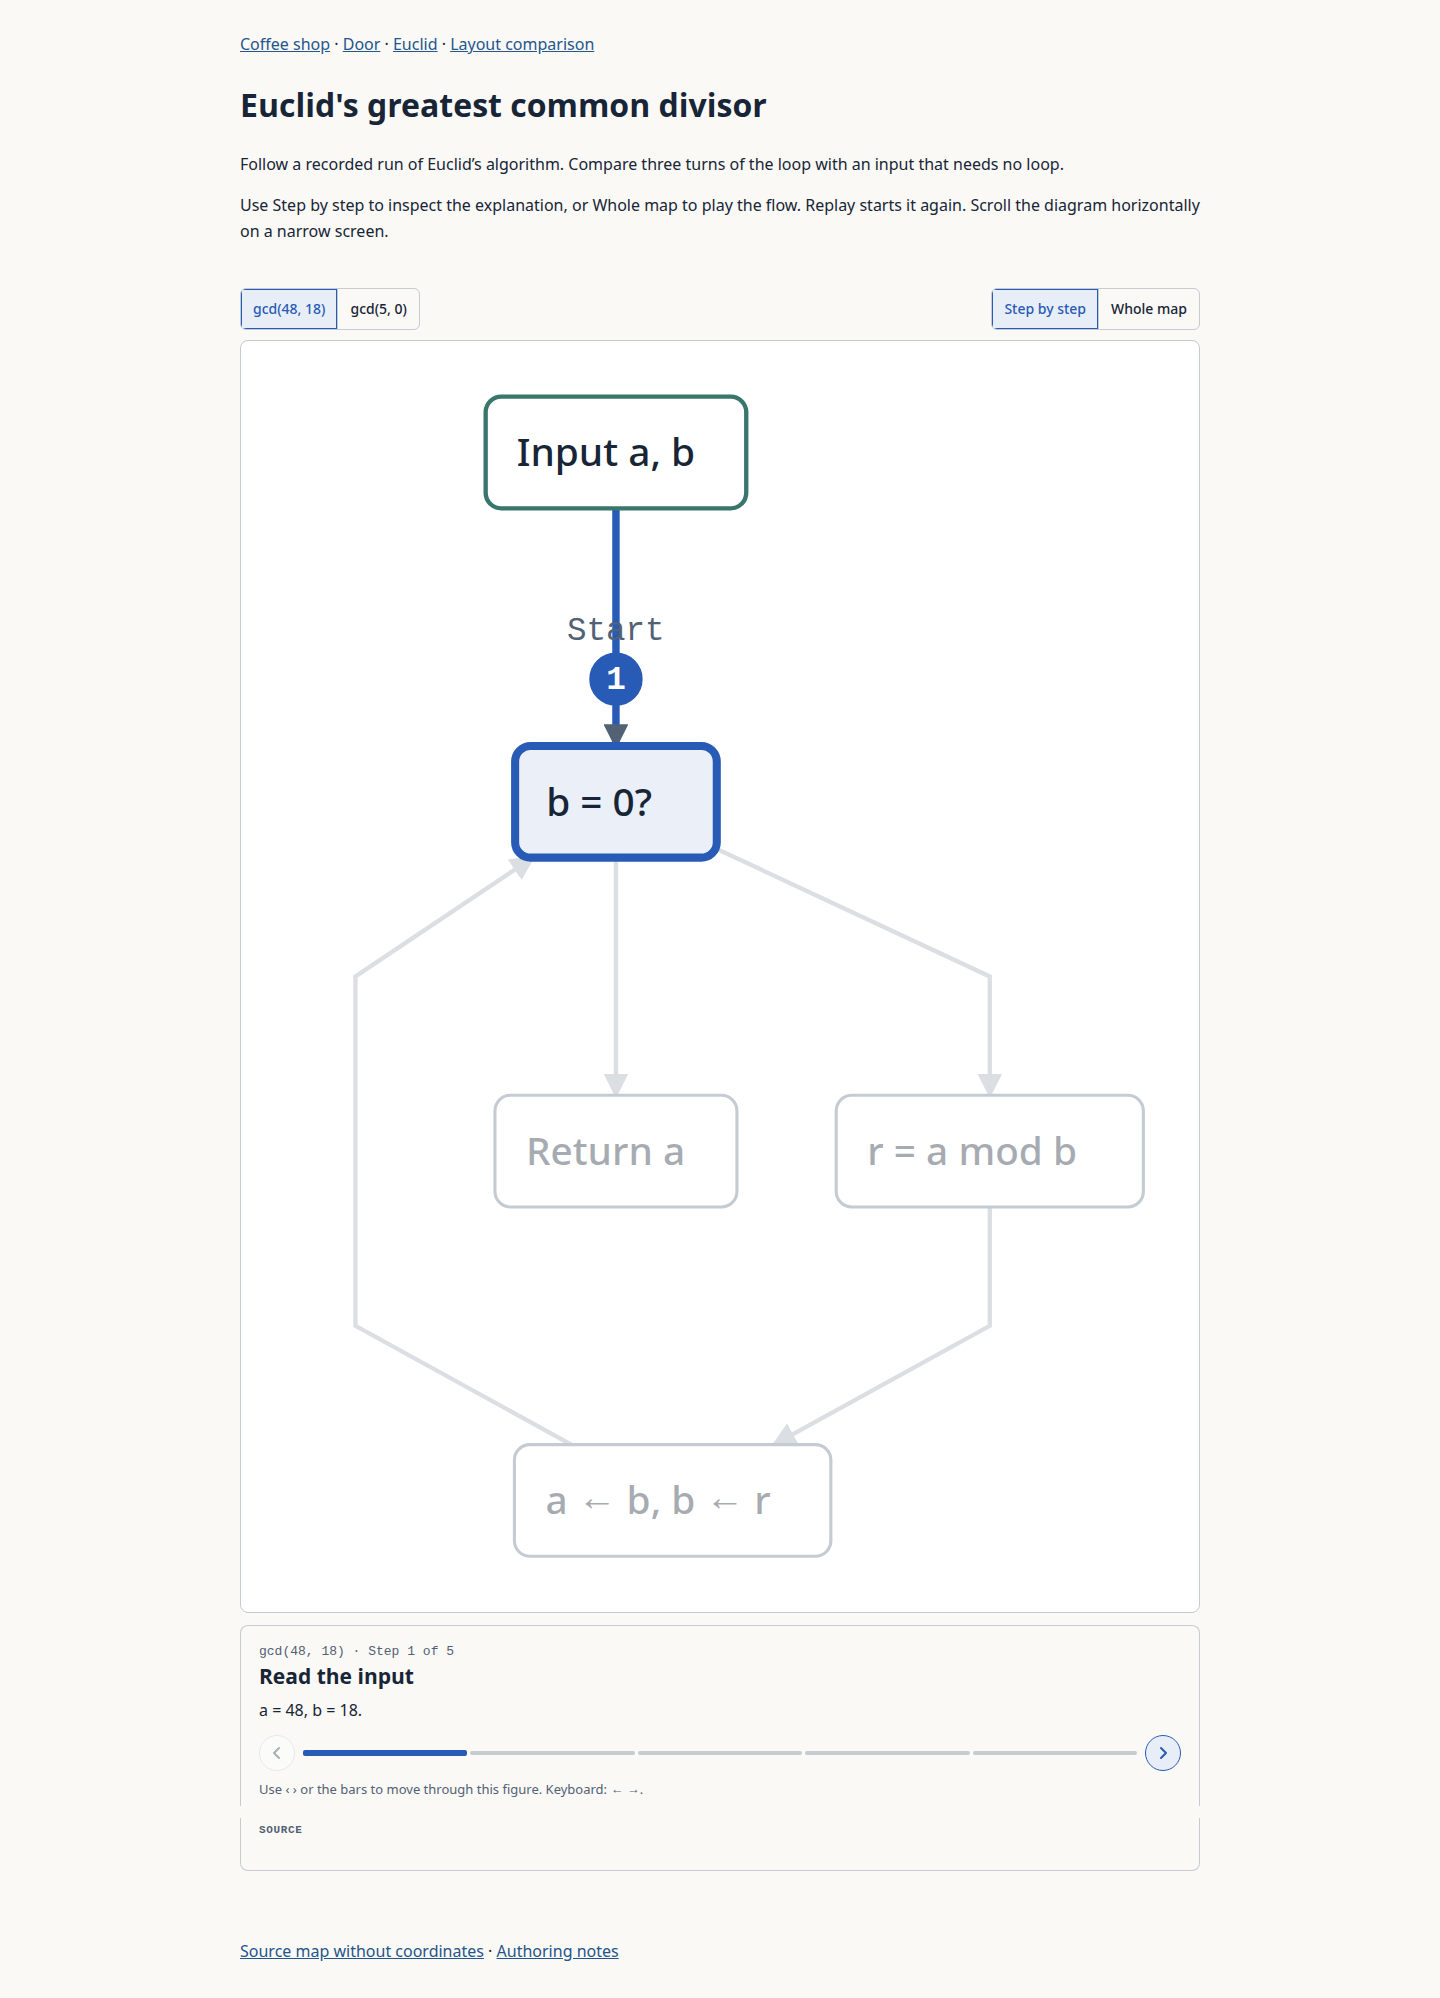 Coffee shop · Door · Euclid · Layout comparison
Euclid's greatest common divisor
Follow a recorded run of Euclid’s algorithm. Compare three turns of the loop with an input that needs no loop.
Use Step by step to inspect the explanation, or Whole map to play the flow. Replay starts it again. Scroll the diagram horizontally
on a narrow screen.
gcd(48, 18) gcd(5, 0) Step by step Whole map
Input a, b
Start
1
b = 0?
Return a r = a mod b
a ← b, b ← r
gcd(48, 18) · Step 1 of 5
Read the input
a = 48, b = 18.
Use ‹ › or the bars to move through this figure. Keyboard: ← →.
SOURCE
Source map without coordinates · Authoring notes